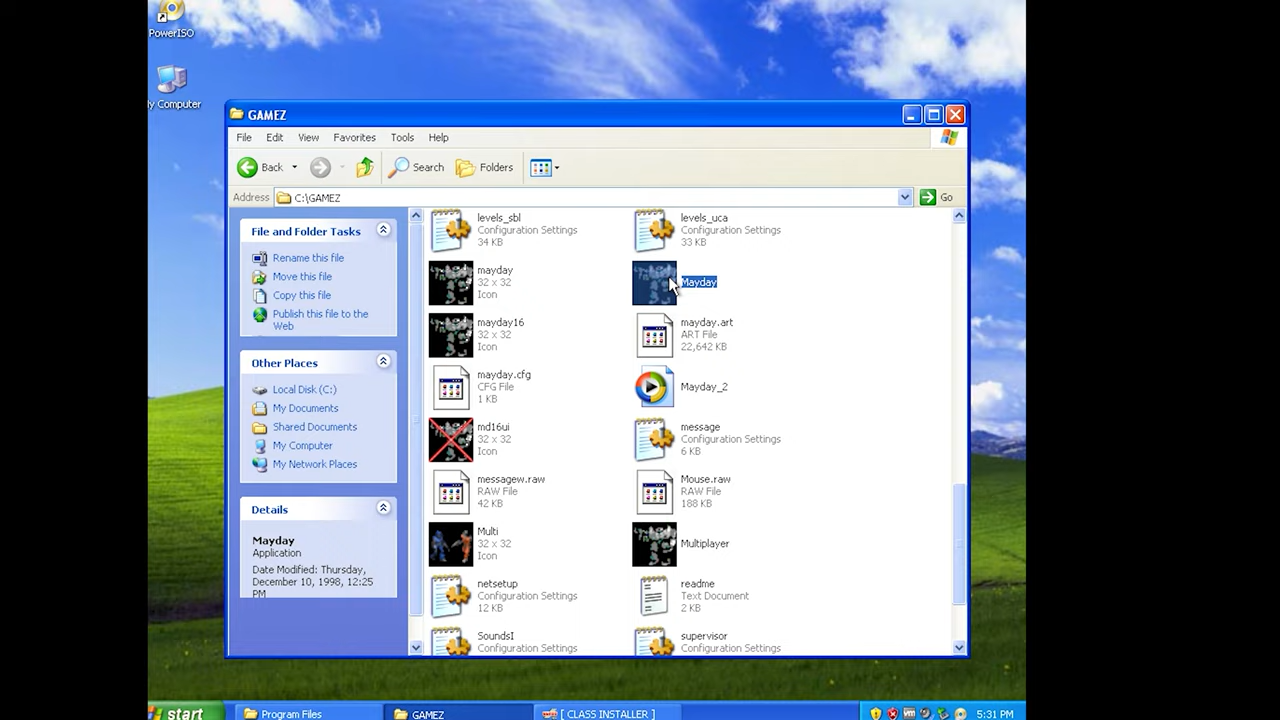 PowerISO
My Computer
GAMEZ
File Edit View Favorites Tools Help
Back Search Folders
Address C:\GAMEZ Go
File and Folder Tasks
Rename this file
Move this file
Copy this file
Publish this file to the
Web
Other Places
Local Disk (C:)
My Documents
Shared Documents
My Computer
My Network Places
Details
Mayday
Application
Date Modified: Thursday,
December 10, 1998, 12:25
PM
levels_sbl
Configuration Settings
34 KB
levels_uca
Configuration Settings
33 KB
mayday
32 x 32
Icon
Mayday
mayday16
32 x 32
Icon
mayday.art
ART File
22,642 KB
mayday.cfg
CFG File
1 KB
Mayday_2
md16ui
32 x 32
Icon
message
Configuration Settings
6 KB
messagew.raw
RAW File
42 KB
Mouse.raw
RAW File
188 KB
Multi
32 x 32
Icon
Multiplayer
netsetup
Configuration Settings
12 KB
readme
Text Document
2 KB
SoundsI
Configuration Settings
supervisor
Configuration Settings
start Program Files GAMEZ [ CLASS INSTALLER ] 5:31 PM